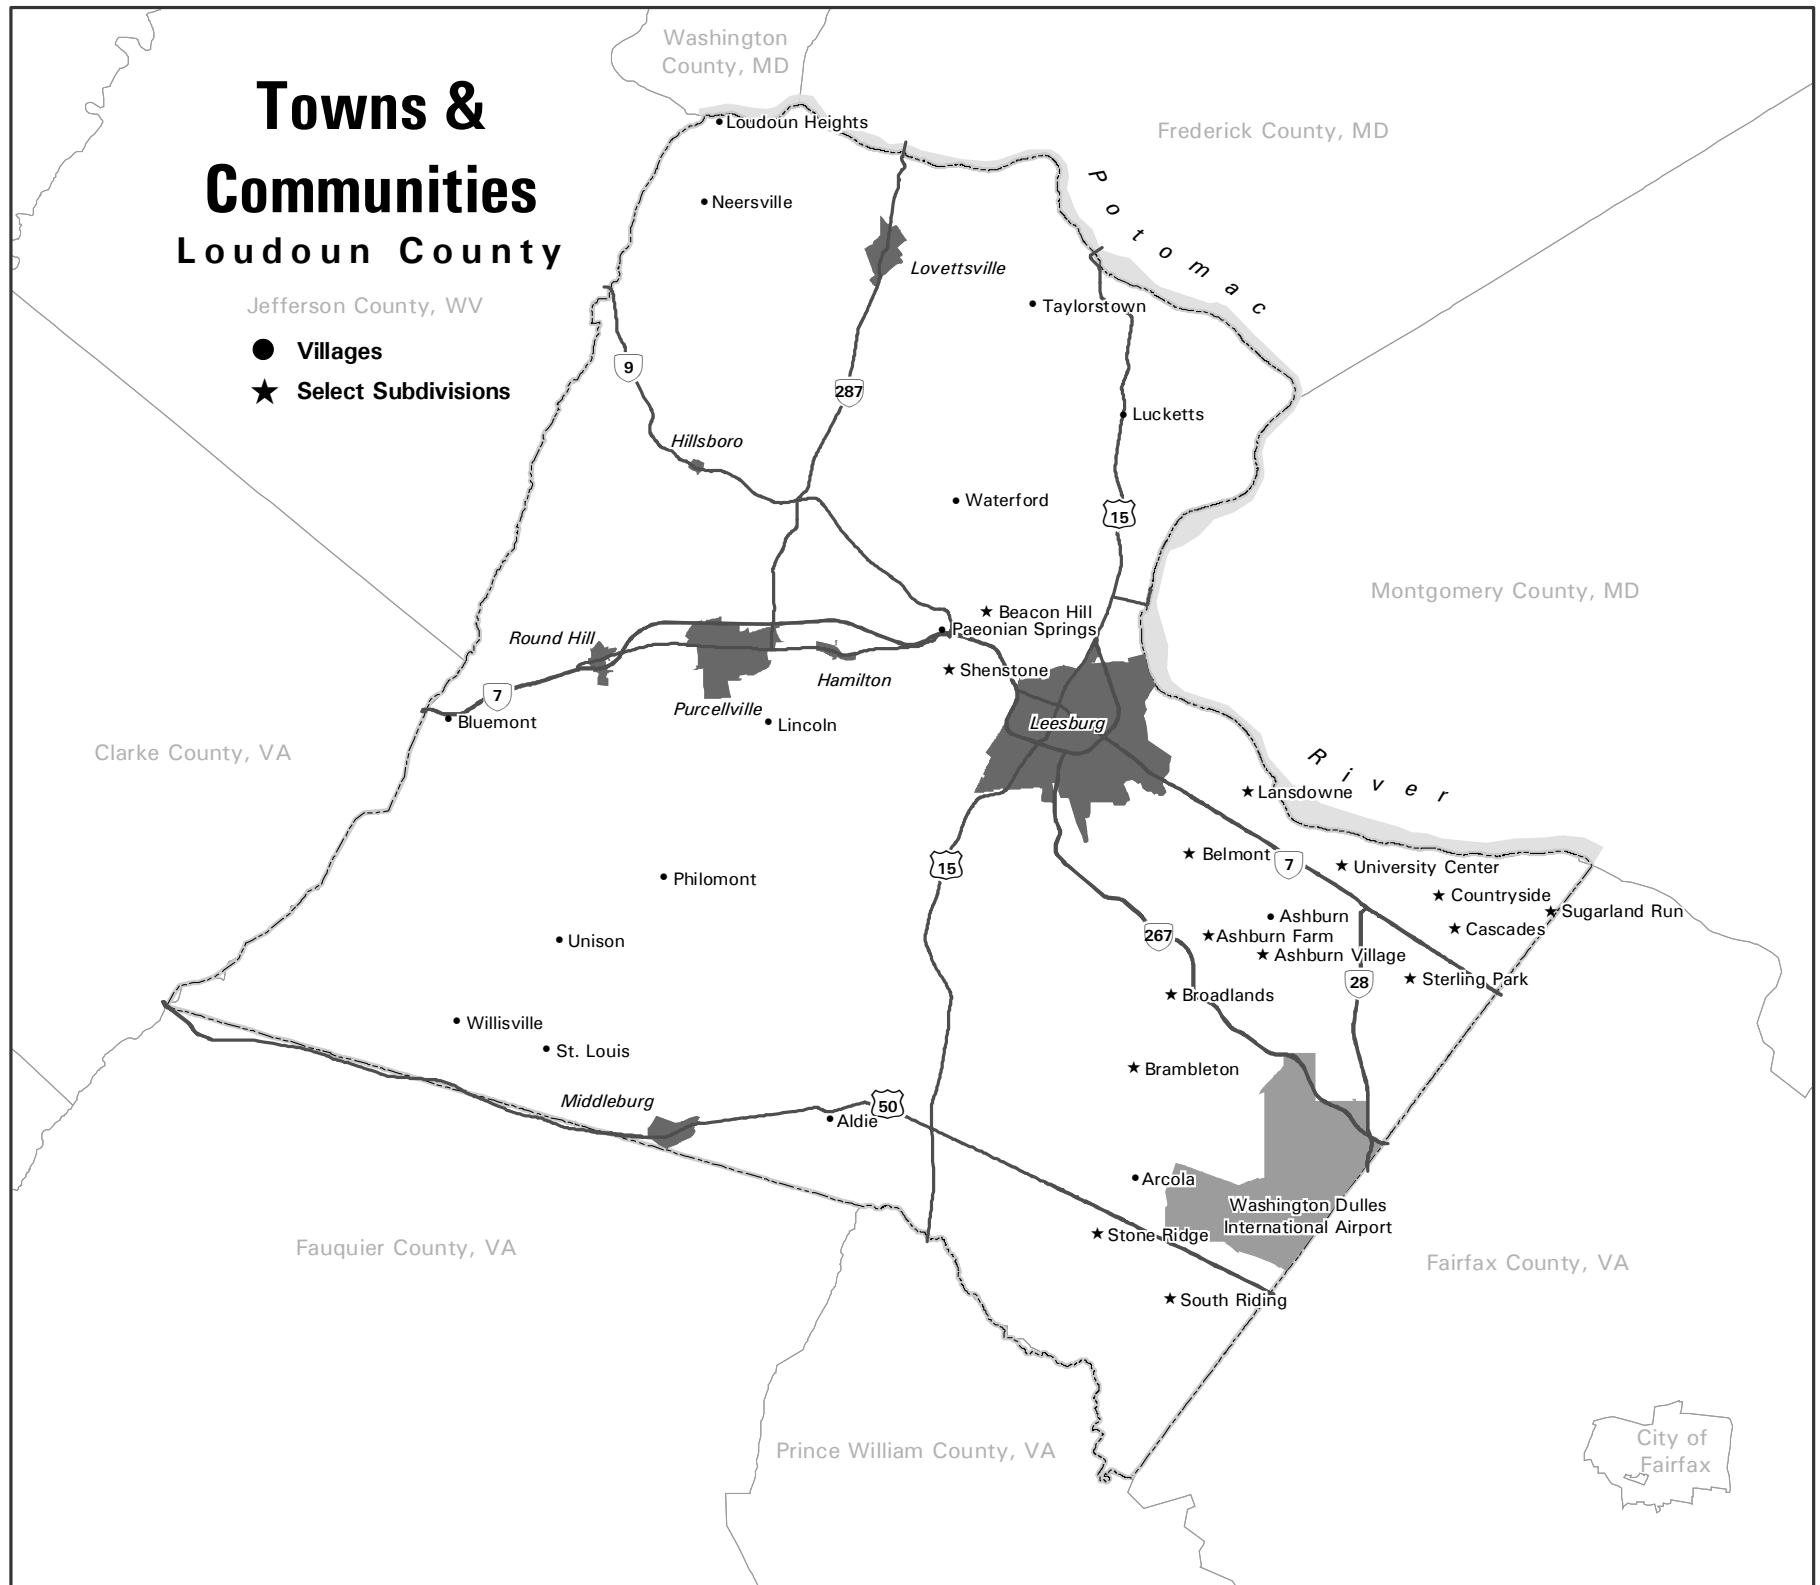 Washington
County, MD
Towns &
Communities
Loudoun County
Jefferson County, WV
Villages
Select Subdivisions
Loudoun Heights
Frederick County, MD
Neersville
Potomac
Lovettsville
Taylorstown
9
287
Lucketts
Hillsboro
Waterford
15
Montgomery County, MD
Beacon Hill
Paeonian Springs
Round Hill
Shenstone
Hamilton
7
Purcellville
Lincoln
Bluemont
Leesburg
Clarke County, VA
River
Lansdowne
Belmont
7
University Center
15
Philomont
Countryside
Sugarland Run
Ashburn
Cascades
267
Ashburn Farm
Unison
Ashburn Village
Sterling Park
28
Broadlands
Willisville
St. Louis
Brambleton
Middleburg
50
Aldie
Arcola
Washington Dulles
International Airport
Stone Ridge
Fauquier County, VA
Fairfax County, VA
South Riding
Prince William County, VA
City of
Fairfax